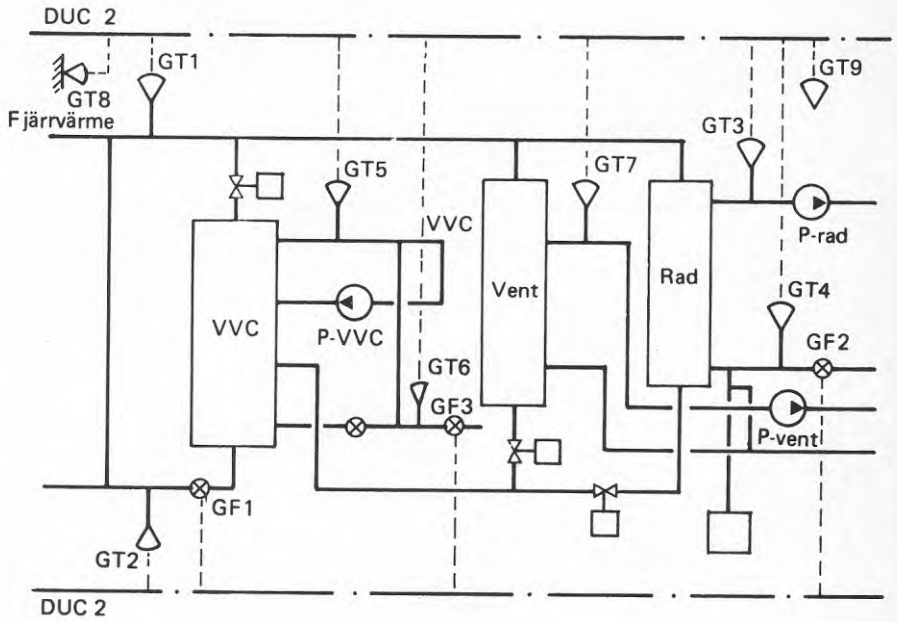 DUC 2
GT1
GT8
Fjärrvärme
GT9
GT3
GT5
GT7
VVC
P-rad
Vent
Rad
GT4
VVC
P-VVC
GT6
GF3
GF2
P-vent
GF1
GT2
DUC 2